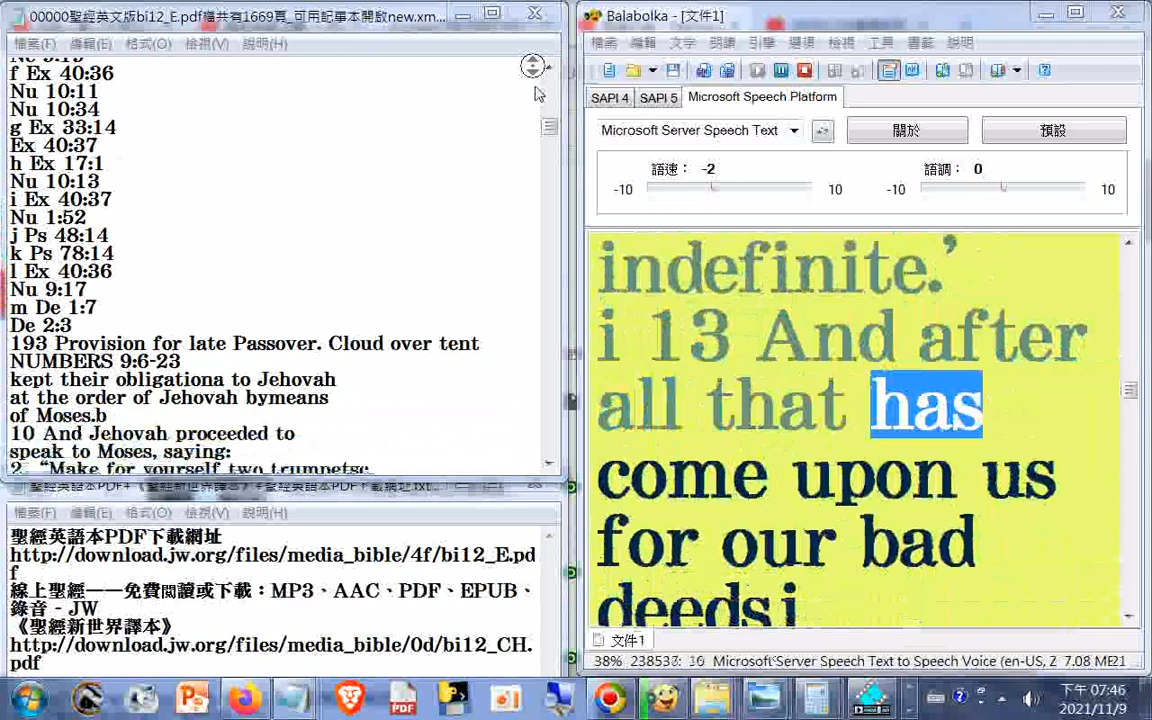 00000聖經英文版bi12_E.pdf檔共有1669頁_可用記事本開啟new.xm...
檔案(F) 編輯(E) 格式(O) 檢視(V) 說明(H)
f Ex 40:36
Nu 10:11
Nu 10:34
g Ex 33:14
Ex 40:37
h Ex 17:1
Nu 10:13
i Ex 40:37
Nu 1:52
j Ps 48:14
k Ps 78:14
l Ex 40:36
Nu 9:17
m De 1:7
De 2:3
193 Provision for late Passover. Cloud over tent
NUMBERS 9:6-23
kept their obligationa to Jehovah
at the order of Jehovah bymeans
of Moses.b
10 And Jehovah proceeded to
speak to Moses, saying:
2 “Make for yourself two trumpetsc
檔案(F) 編輯(E) 格式(O) 檢視(V) 說明(H)
聖經英語本PDF下載網址
http://download.jw.org/files/media_bible/4f/bi12_E.pd
f
線上聖經——免費閱讀或下載：MP3、AAC、PDF、EPUB、
錄音 - JW
《聖經新世界譯本》
http://download.jw.org/files/media_bible/0d/bi12_CH.
pdf
Balabolka - [文件1]
檔案 編輯 文字 朗讀 引擎 選項 檢視 工具 書籤 說明
SAPI 4 SAPI 5 Microsoft Speech Platform
Microsoft Server Speech Text 關於 預設
語速： -2 語調： 0
-10 10 -10 10
indefinite.’
i 13 And after
all that has
come upon us
for our bad
deeds j
文件1
38% Microsoft Server Speech Text to Speech Voice (en-US, Z 7.08 ME21
下午 07:46
2021/11/9